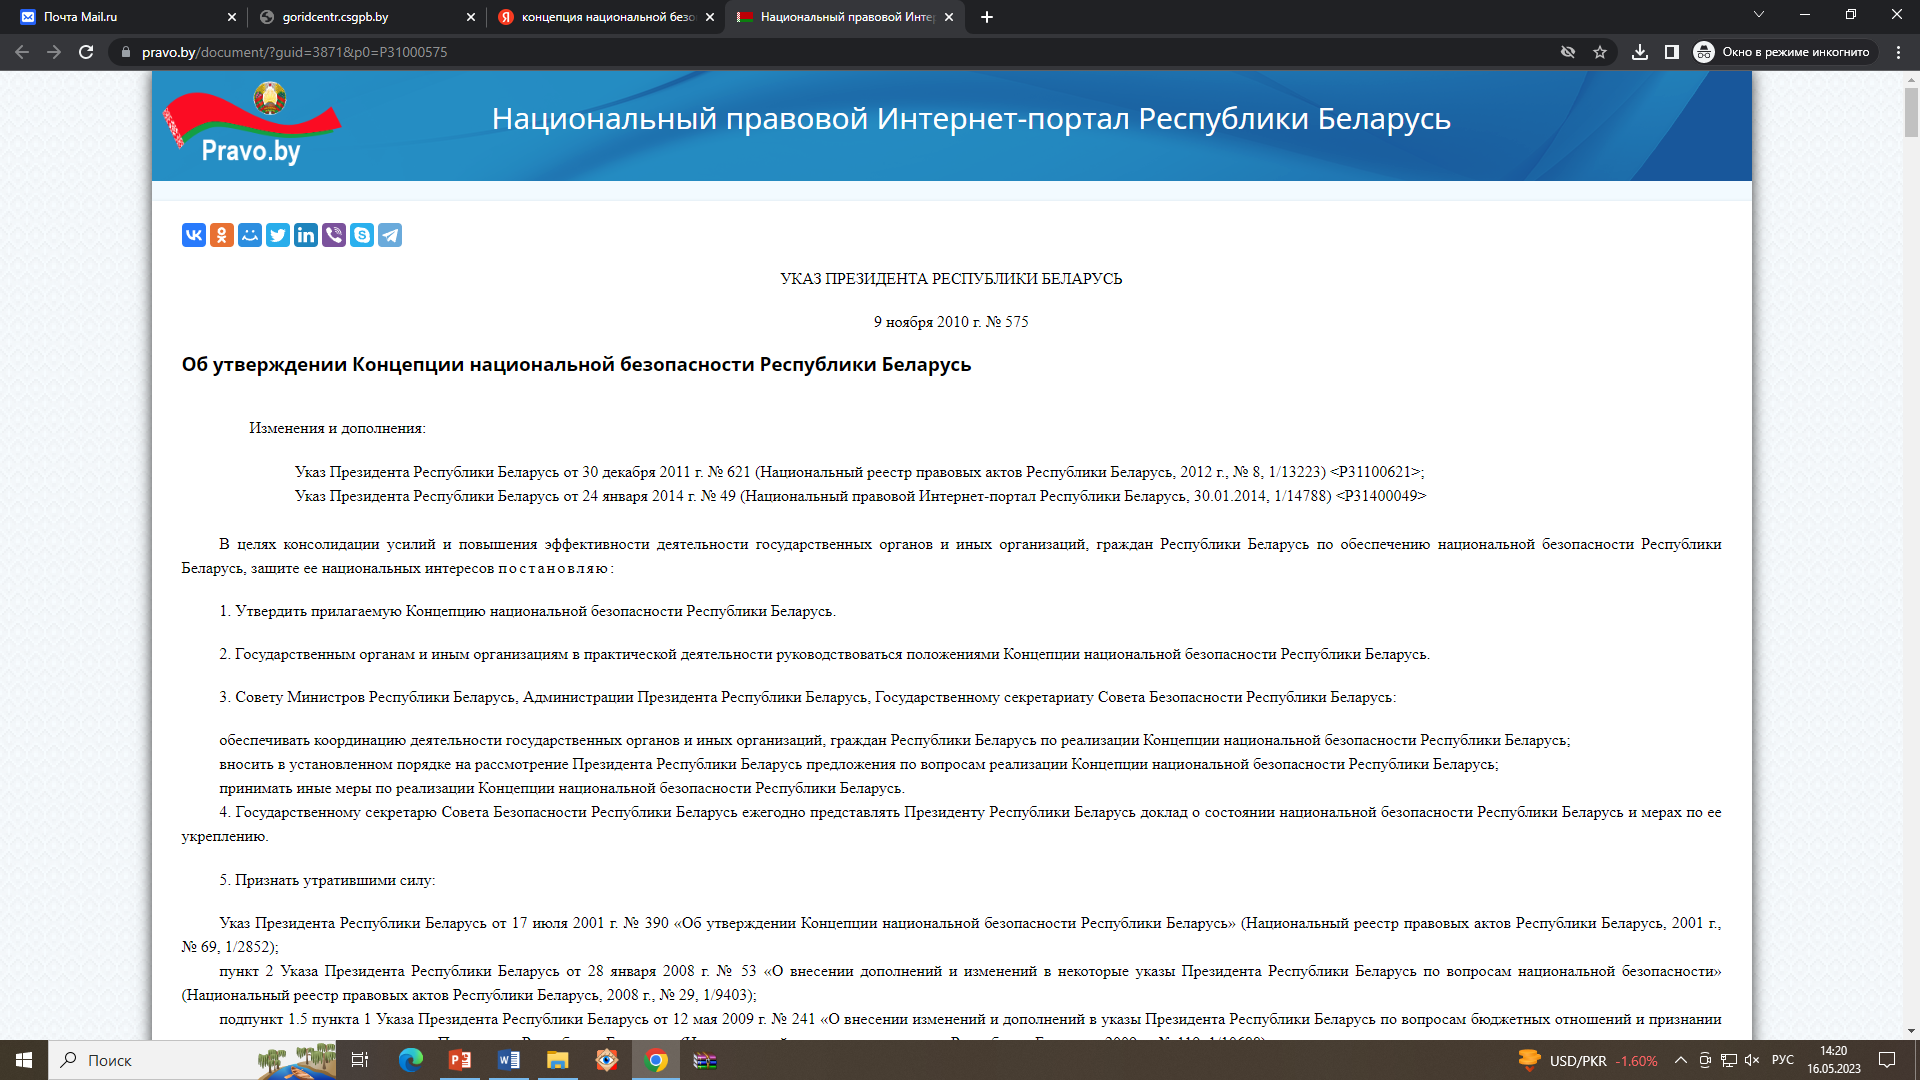 Почта Mail.ru
goridcentr.csgpb.by
концепция национальной безо
Национальный правовой Интер
pravo.by/document/?guid=3871&p0=P31000575
Окно в режиме инкогнито
Pravo.by
Национальный правовой Интернет-портал Республики Беларусь
УКАЗ ПРЕЗИДЕНТА РЕСПУБЛИКИ БЕЛАРУСЬ
9 ноября 2010 г. № 575
Об утверждении Концепции национальной безопасности Республики Беларусь
Изменения и дополнения:
Указ Президента Республики Беларусь от 30 декабря 2011 г. № 621 (Национальный реестр правовых актов Республики Беларусь, 2012 г., № 8, 1/13223) <P31100621>;
Указ Президента Республики Беларусь от 24 января 2014 г. № 49 (Национальный правовой Интернет-портал Республики Беларусь, 30.01.2014, 1/14788) <P31400049>
В целях консолидации усилий и повышения эффективности деятельности государственных органов и иных организаций, граждан Республики Беларусь по обеспечению национальной безопасности Республики
Беларусь, защите ее национальных интересов постановляю:
1. Утвердить прилагаемую Концепцию национальной безопасности Республики Беларусь.
2. Государственным органам и иным организациям в практической деятельности руководствоваться положениями Концепции национальной безопасности Республики Беларусь.
3. Совету Министров Республики Беларусь, Администрации Президента Республики Беларусь, Государственному секретариату Совета Безопасности Республики Беларусь:
обеспечивать координацию деятельности государственных органов и иных организаций, граждан Республики Беларусь по реализации Концепции национальной безопасности Республики Беларусь;
вносить в установленном порядке на рассмотрение Президента Республики Беларусь предложения по вопросам реализации Концепции национальной безопасности Республики Беларусь;
принимать иные меры по реализации Концепции национальной безопасности Республики Беларусь.
4. Государственному секретарю Совета Безопасности Республики Беларусь ежегодно представлять Президенту Республики Беларусь доклад о состоянии национальной безопасности Республики Беларусь и мерах по ее
укреплению.
5. Признать утратившими силу:
Указ Президента Республики Беларусь от 17 июля 2001 г. № 390 «Об утверждении Концепции национальной безопасности Республики Беларусь» (Национальный реестр правовых актов Республики Беларусь, 2001 г.,
№ 69, 1/2852);
пункт 2 Указа Президента Республики Беларусь от 28 января 2008 г. № 53 «О внесении дополнений и изменений в некоторые указы Президента Республики Беларусь по вопросам национальной безопасности»
(Национальный реестр правовых актов Республики Беларусь, 2008 г., № 29, 1/9403);
подпункт 1.5 пункта 1 Указа Президента Республики Беларусь от 12 мая 2009 г. № 241 «О внесении изменений и дополнений в указы Президента Республики Беларусь по вопросам бюджетных отношений и признании
Поиск
USD/PKR -1.60%
РУС
14:20
16.05.2023